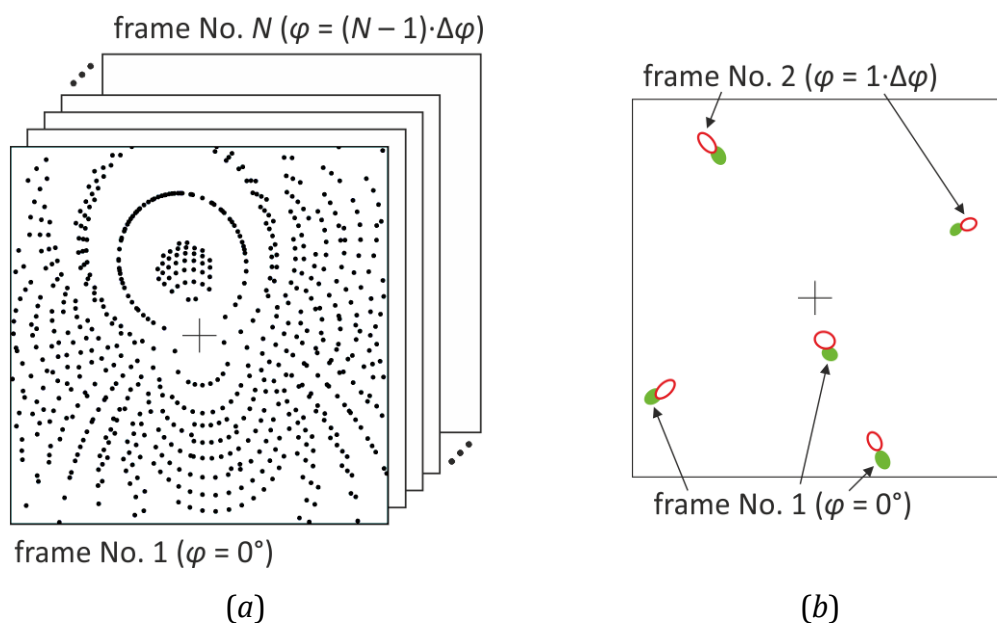 frame No. N (φ = (N – 1)·Δφ)
frame No. 1 (φ = 0°)
(a)
frame No. 2 (φ = 1·Δφ)
frame No. 1 (φ = 0°)
(b)